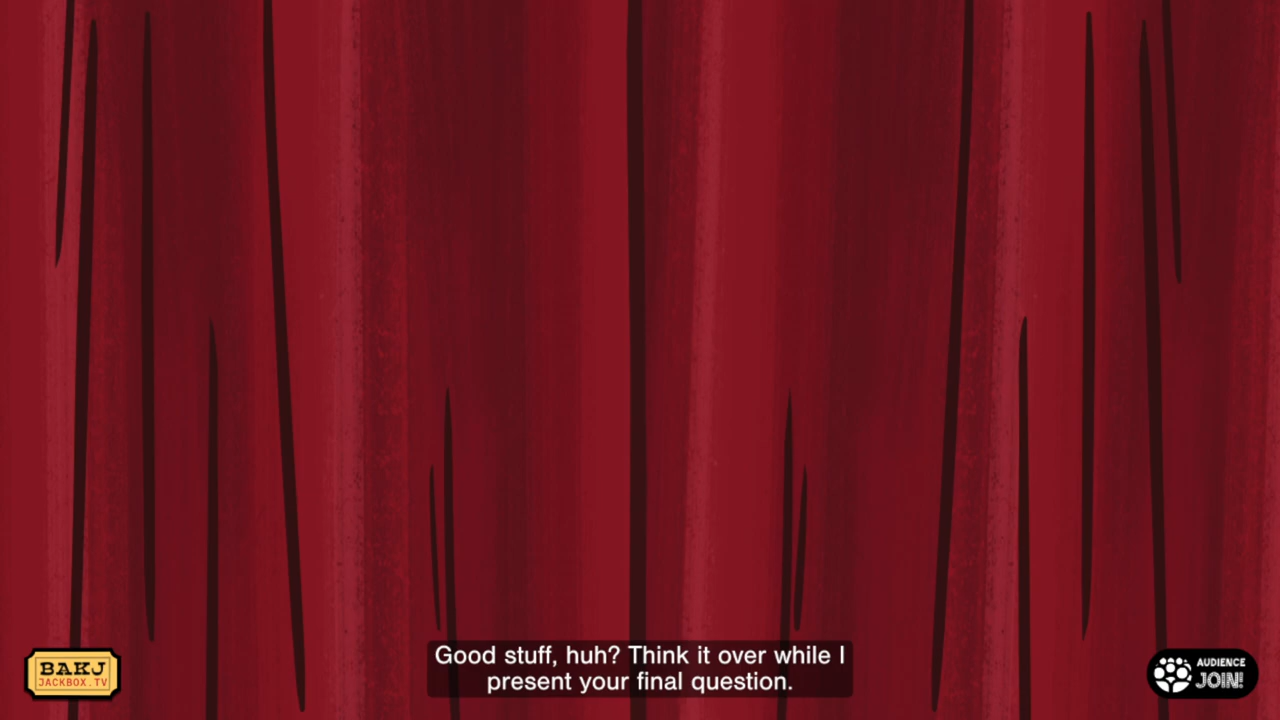 Good stuff, huh? Think it over while I
present your final question.
BAKJ
JACKBOX.TV
AUDIENCE
JOIN!